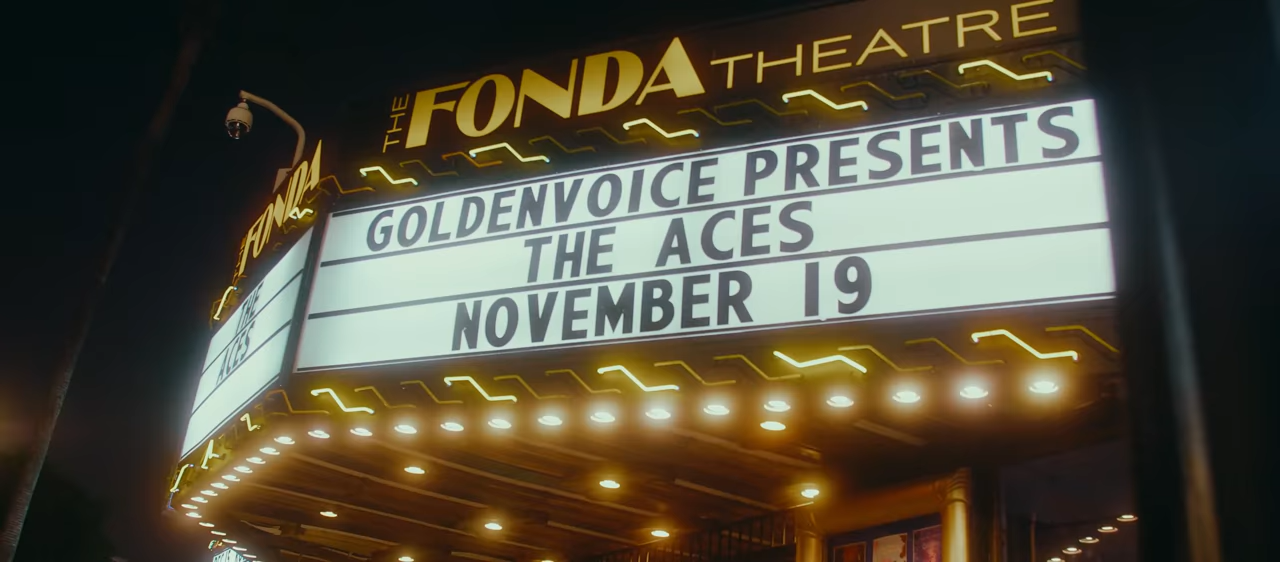 THE FONDA THEATRE
GOLDENVOICE PRESENTS
THE ACES
NOVEMBER 19
FONDA
THE
ACES